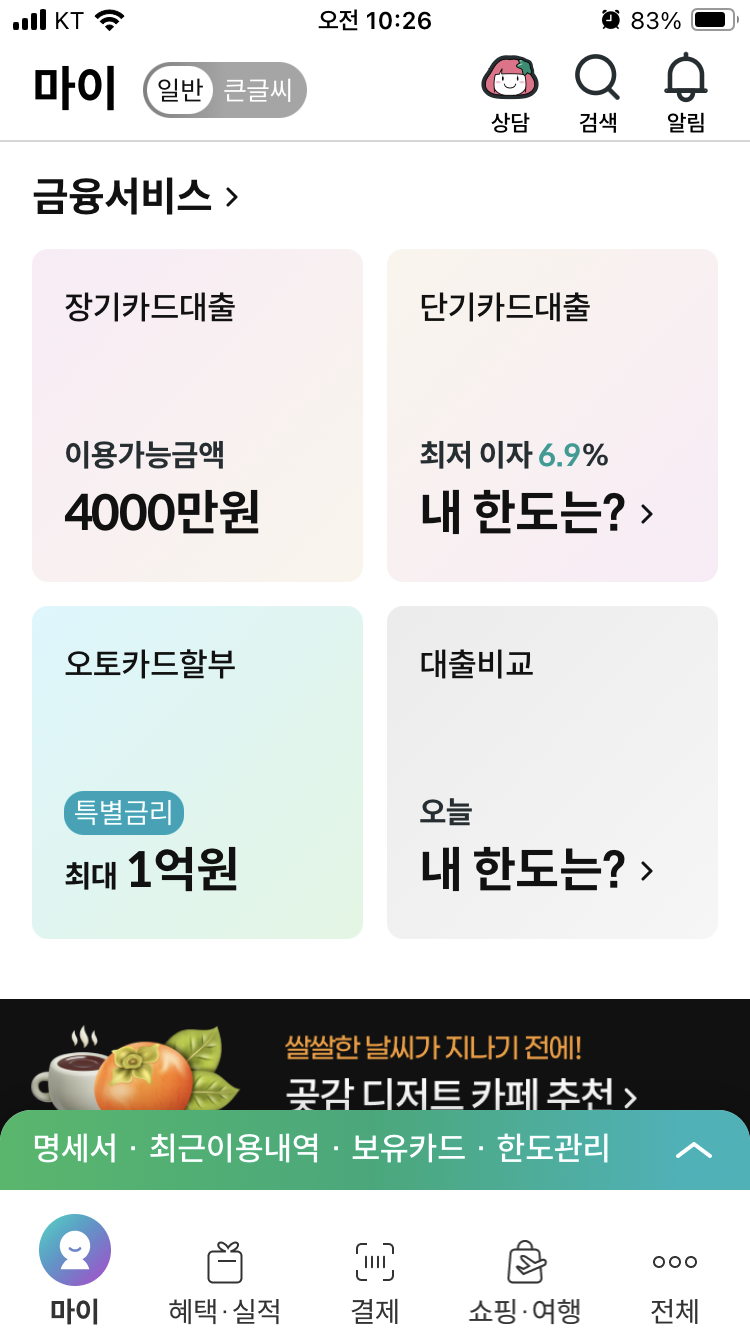 KT 오전 10:26 83%
마이 일반 큰글씨
상담 검색 알림
금융서비스 >
장기카드대출
이용가능금액
4000만원
단기카드대출
최저 이자 6.9%
내 한도는? >
오토카드할부
특별금리
최대 1억원
대출비교
오늘
내 한도는? >
쌀쌀한 날씨가 지나기 전에!
곶감 디저트 카페 추천 >
명세서 · 최근이용내역 · 보유카드 · 한도관리
마이 혜택·실적 결제 쇼핑·여행 전체